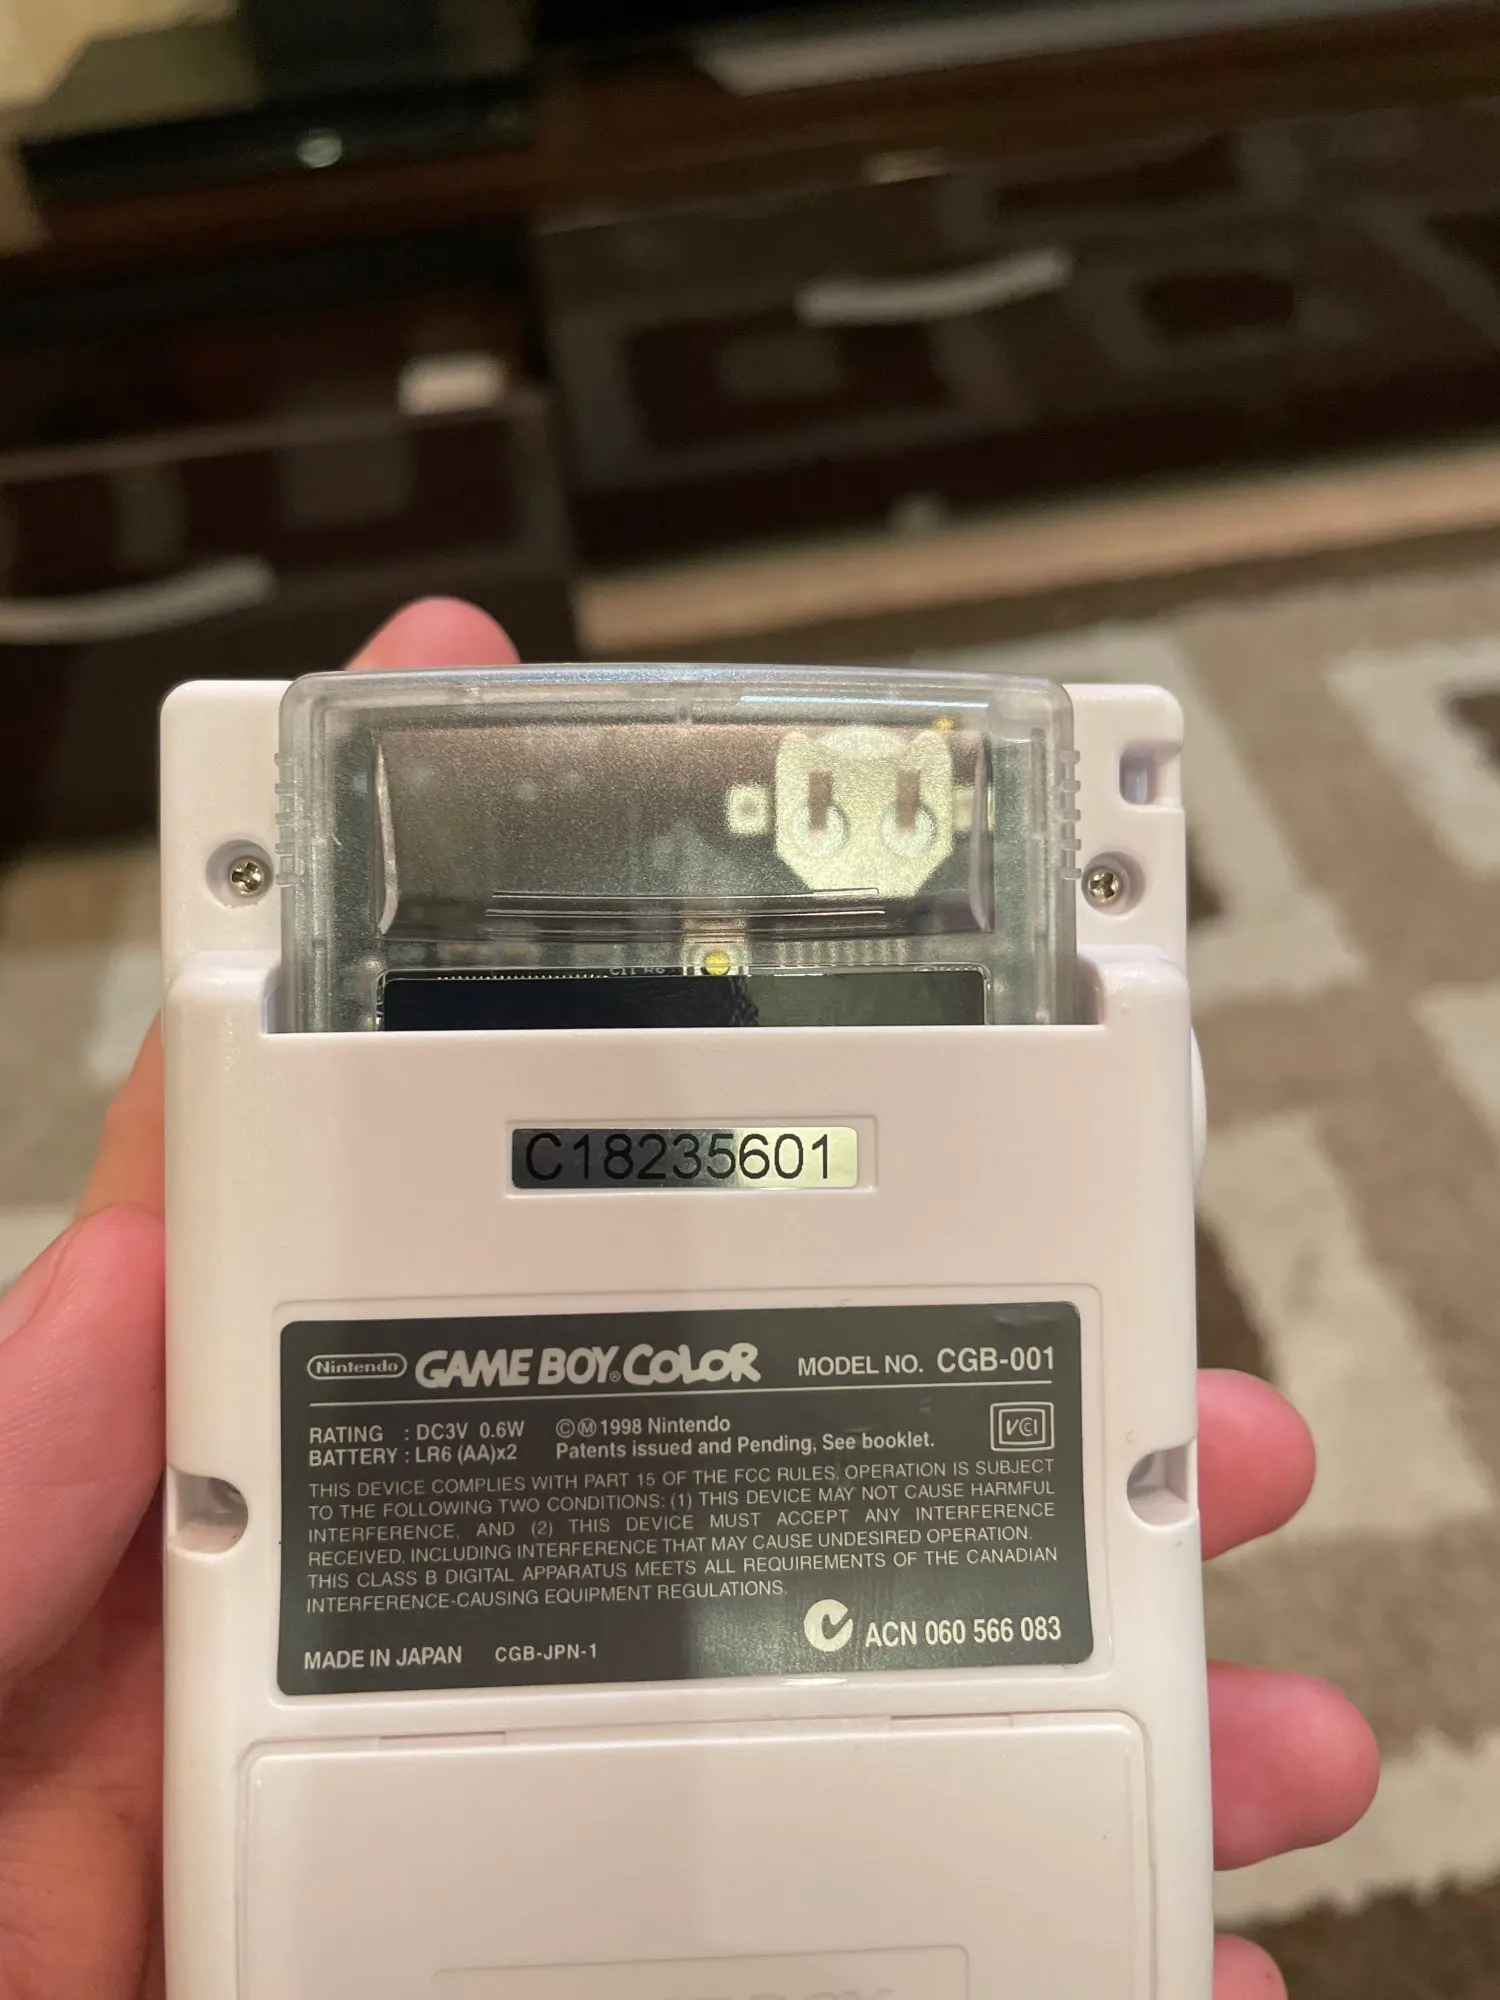 C11 R6
C18235601
Nintendo GAME BOY COLOR MODEL NO. CGB-001
RATING : DC3V 0.6W ©Ⓜ1998 Nintendo
BATTERY : LR6 (AA)x2 Patents issued and Pending, See booklet.
VCI
THIS DEVICE COMPLIES WITH PART 15 OF THE FCC RULES. OPERATION IS SUBJECT
TO THE FOLLOWING TWO CONDITIONS: (1) THIS DEVICE MAY NOT CAUSE HARMFUL
INTERFERENCE, AND (2) THIS DEVICE MUST ACCEPT ANY INTERFERENCE
RECEIVED, INCLUDING INTERFERENCE THAT MAY CAUSE UNDESIRED OPERATION.
THIS CLASS B DIGITAL APPARATUS MEETS ALL REQUIREMENTS OF THE CANADIAN
INTERFERENCE-CAUSING EQUIPMENT REGULATIONS.
ACN 060 566 083
MADE IN JAPAN CGB-JPN-1